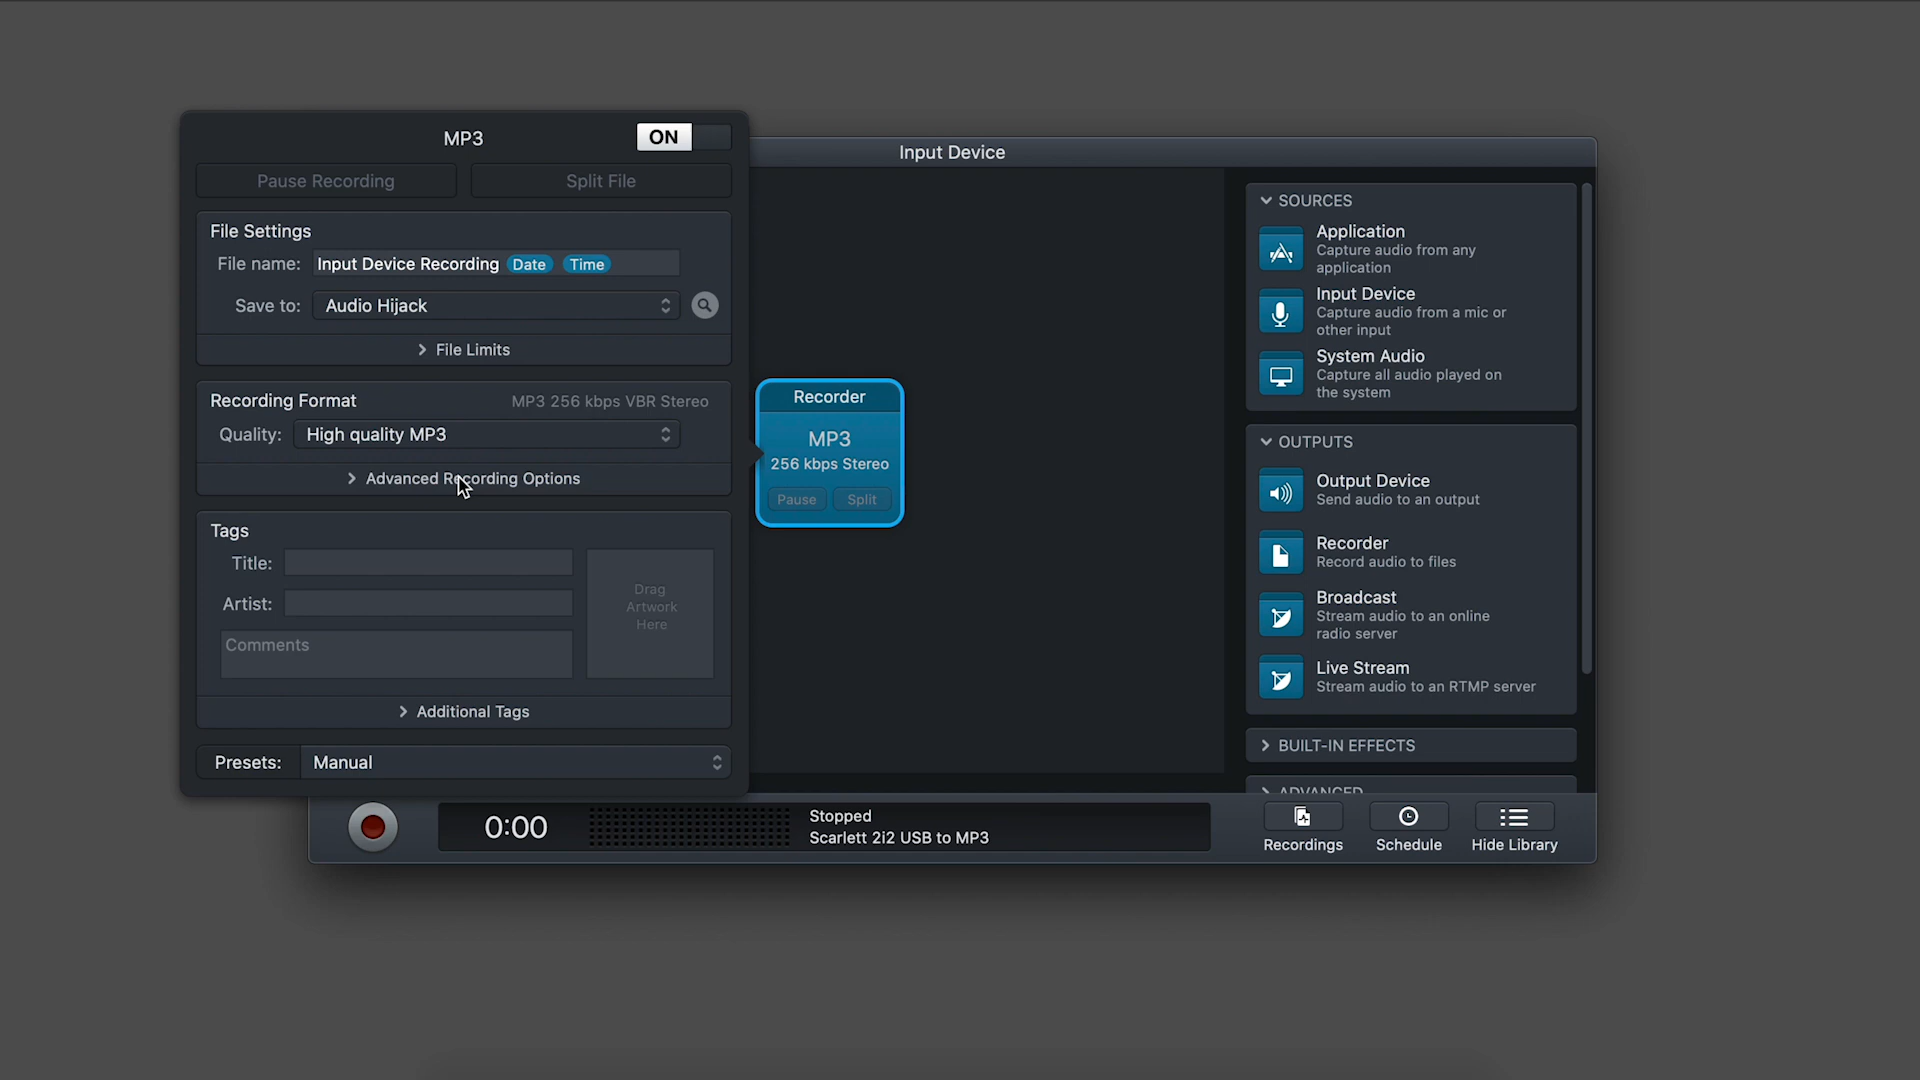 MP3
ON
Pause Recording
Split File
File Settings
File name: Input Device Recording Date Time
Save to: Audio Hijack
File Limits
Recording Format
MP3 256 kbps VBR Stereo
Quality: High quality MP3
Advanced Recording Options
Tags
Title:
Artist:
Comments
Drag
Artwork
Here
Additional Tags
Presets: Manual
Input Device
Recorder
MP3
256 kbps Stereo
Pause
Split
SOURCES
Application
Capture audio from any
application
Input Device
Capture audio from a mic or
other input
System Audio
Capture all audio played on
the system
OUTPUTS
Output Device
Send audio to an output
Recorder
Record audio to files
Broadcast
Stream audio to an online
radio server
Live Stream
Stream audio to an RTMP server
BUILT-IN EFFECTS
ADVANCED
0:00
Stopped
Scarlett 2i2 USB to MP3
Recordings
Schedule
Hide Library